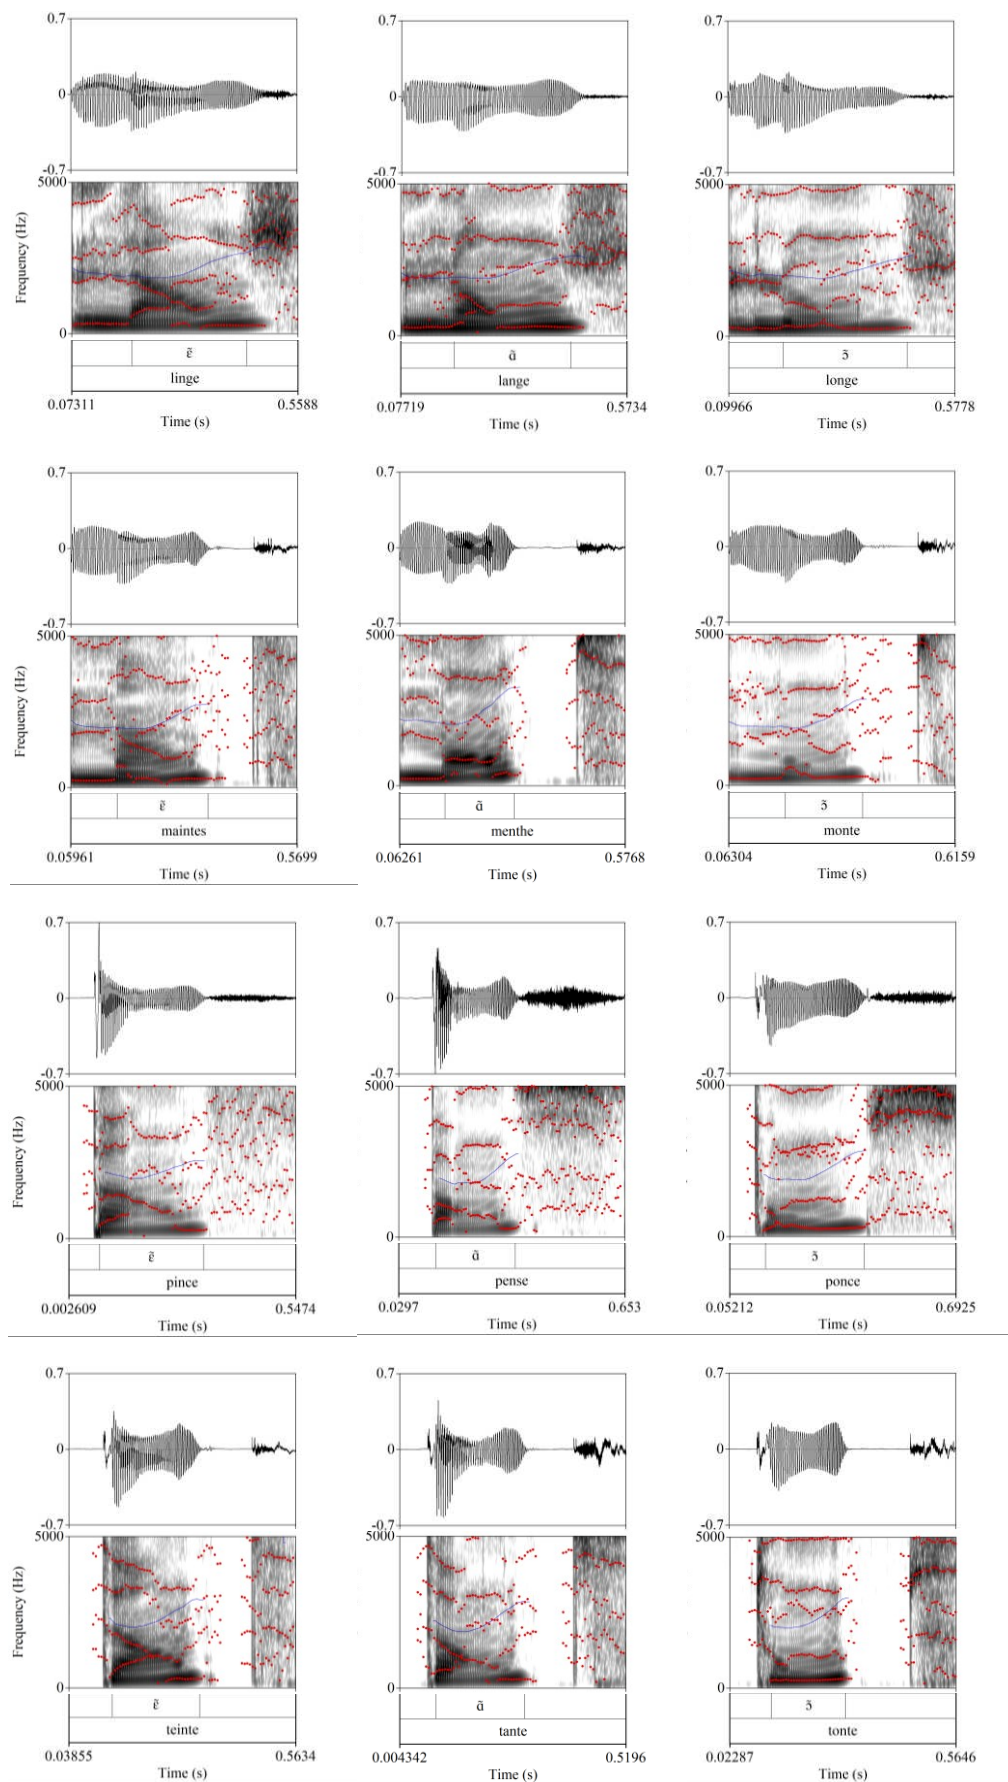 0.7 0.7 0.7
0 0 0
-0.7 -0.7 -0.7
5000 5000 5000
Frequency (Hz)
0 0 0
ɛ̃ ɑ̃ ɔ̃
linge lange longe
0.07311 0.5588 0.07719 0.5734 0.09966 0.5778
Time (s) Time (s) Time (s)
0.7 0.7 0.7
0 0 0
-0.7 -0.7 -0.7
5000 5000 5000
Frequency (Hz)
0 0 0
ɛ̃ ɑ̃ ɔ̃
maintes menthe monte
0.05961 0.5699 0.06261 0.5768 0.06304 0.6159
Time (s) Time (s) Time (s)
0.7 0.7 0.7
0 0 0
-0.7 -0.7 -0.7
5000 5000 5000
Frequency (Hz)
0 0 0
ɛ̃ ɑ̃ ɔ̃
pince pense ponce
0.002609 0.5474 0.0297 0.653 0.05212 0.6925
Time (s) Time (s) Time (s)
0.7 0.7 0.7
0 0 0
-0.7 -0.7 -0.7
5000 5000 5000
Frequency (Hz)
0 0 0
ɛ̃ ɑ̃ ɔ̃
teinte tante tonte
0.03855 0.5634 0.004342 0.5196 0.02287 0.5646
Time (s) Time (s) Time (s)